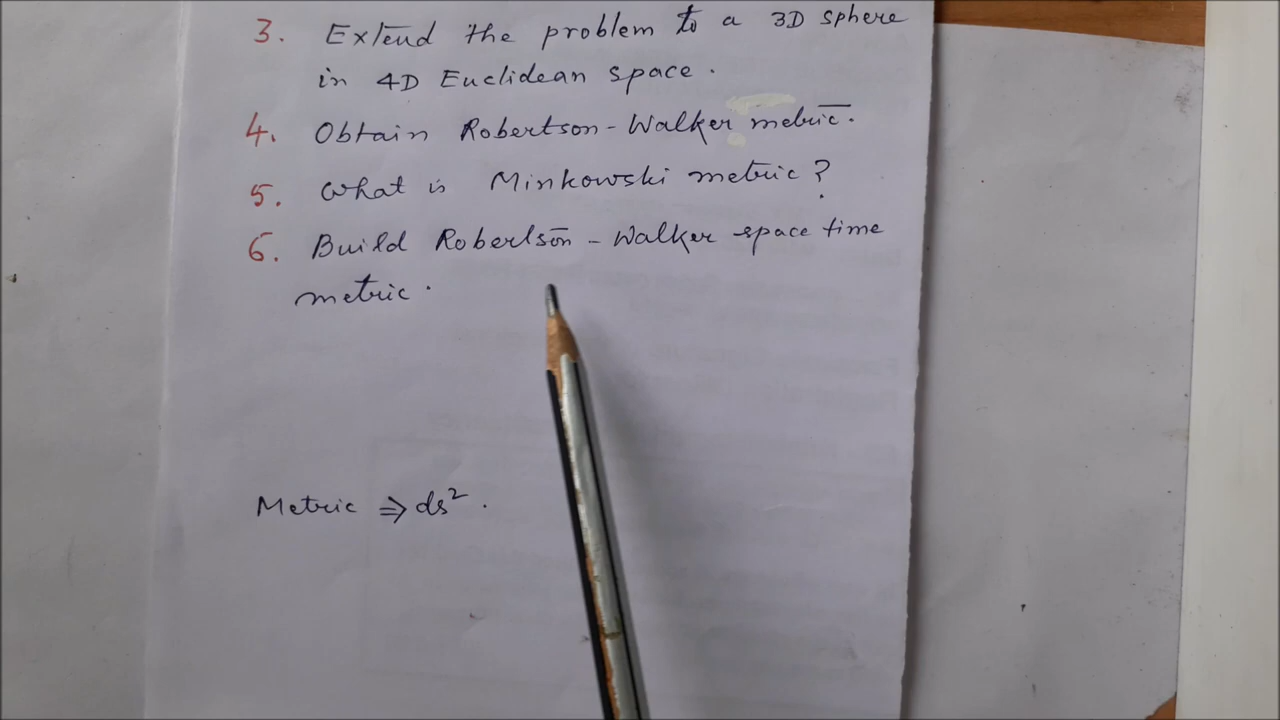 3. Extend the problem to a 3D sphere
in 4D Euclidean space.
4. Obtain Robertson-Walker metric.
5. What is Minkowski metric?
6. Build Robertson-Walker space time
metric.
Metric ⇒ ds².